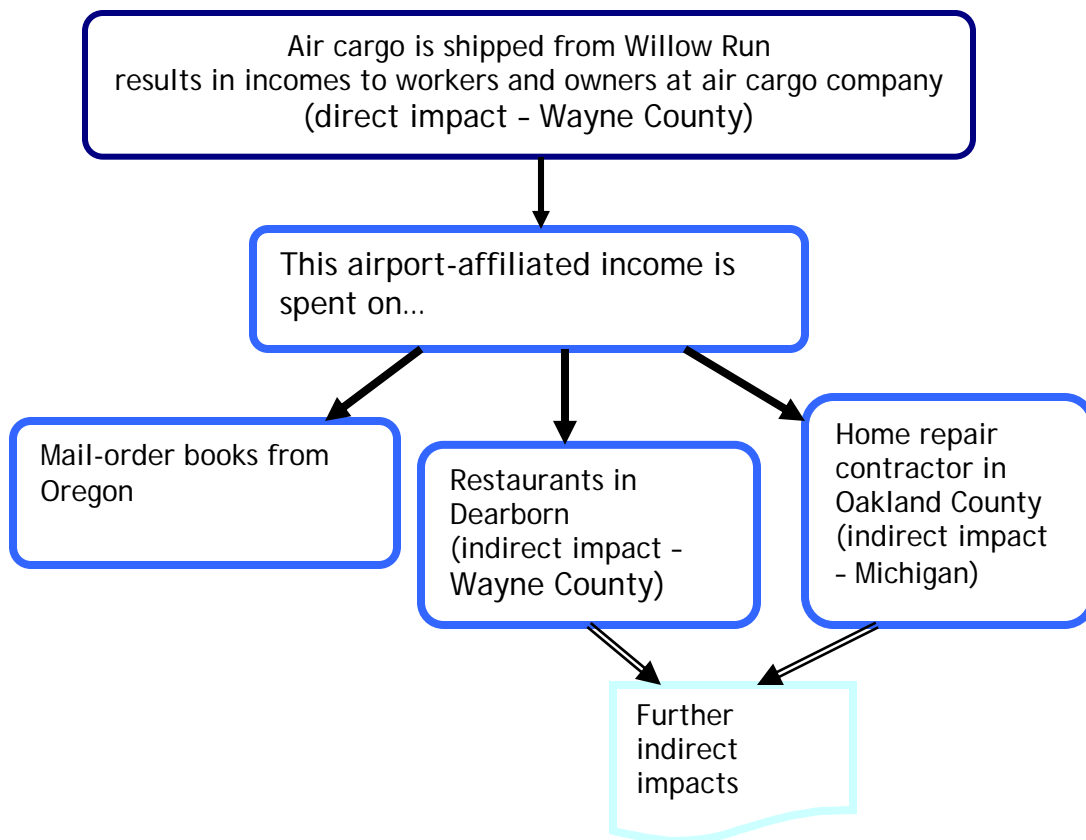 Air cargo is shipped from Willow Run
results in incomes to workers and owners at air cargo company
(direct impact – Wayne County)
This airport-affiliated income is
spent on…
Mail-order books from
Oregon
Restaurants in
Dearborn
(indirect impact –
Wayne County)
Home repair
contractor in
Oakland County
(indirect impact
– Michigan)
Further
indirect
impacts